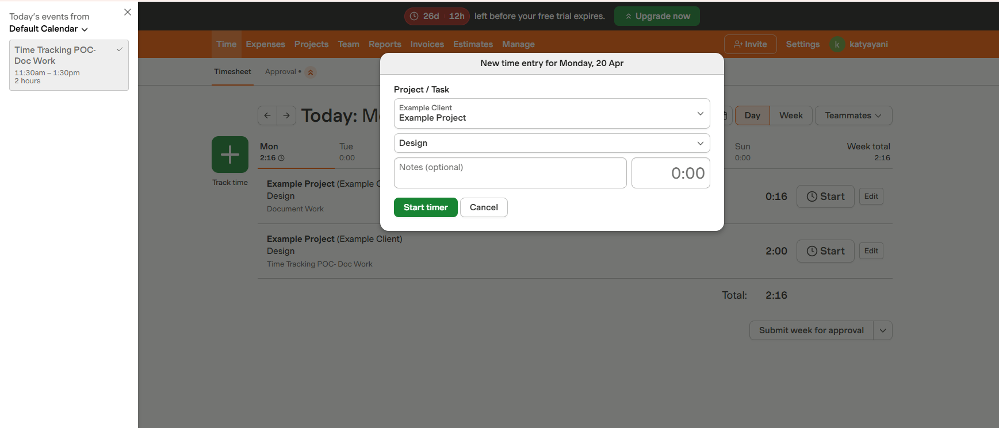 Today's events from
Default Calendar
Time Tracking POC-
Doc Work
11:30am – 1:30pm
2 hours
26d 12h left before your free trial expires. Upgrade now
Time Expenses Projects Team Reports Invoices Estimates Manage Invite Settings k katyayani
Timesheet Approval •
New time entry for Monday, 20 Apr
Project / Task
Example Client
Example Project
Design
Notes (optional) 0:00
Start timer Cancel
Today: Day Week Teammates
Mon Tue Sun Week total
2:16 0:00 0:00 2:16
Track time
Example Project (Example
Design
Document Work
0:16 Start Edit
Example Project (Example Client)
Design
Time Tracking POC- Doc Work
2:00 Start Edit
Total: 2:16
Submit week for approval